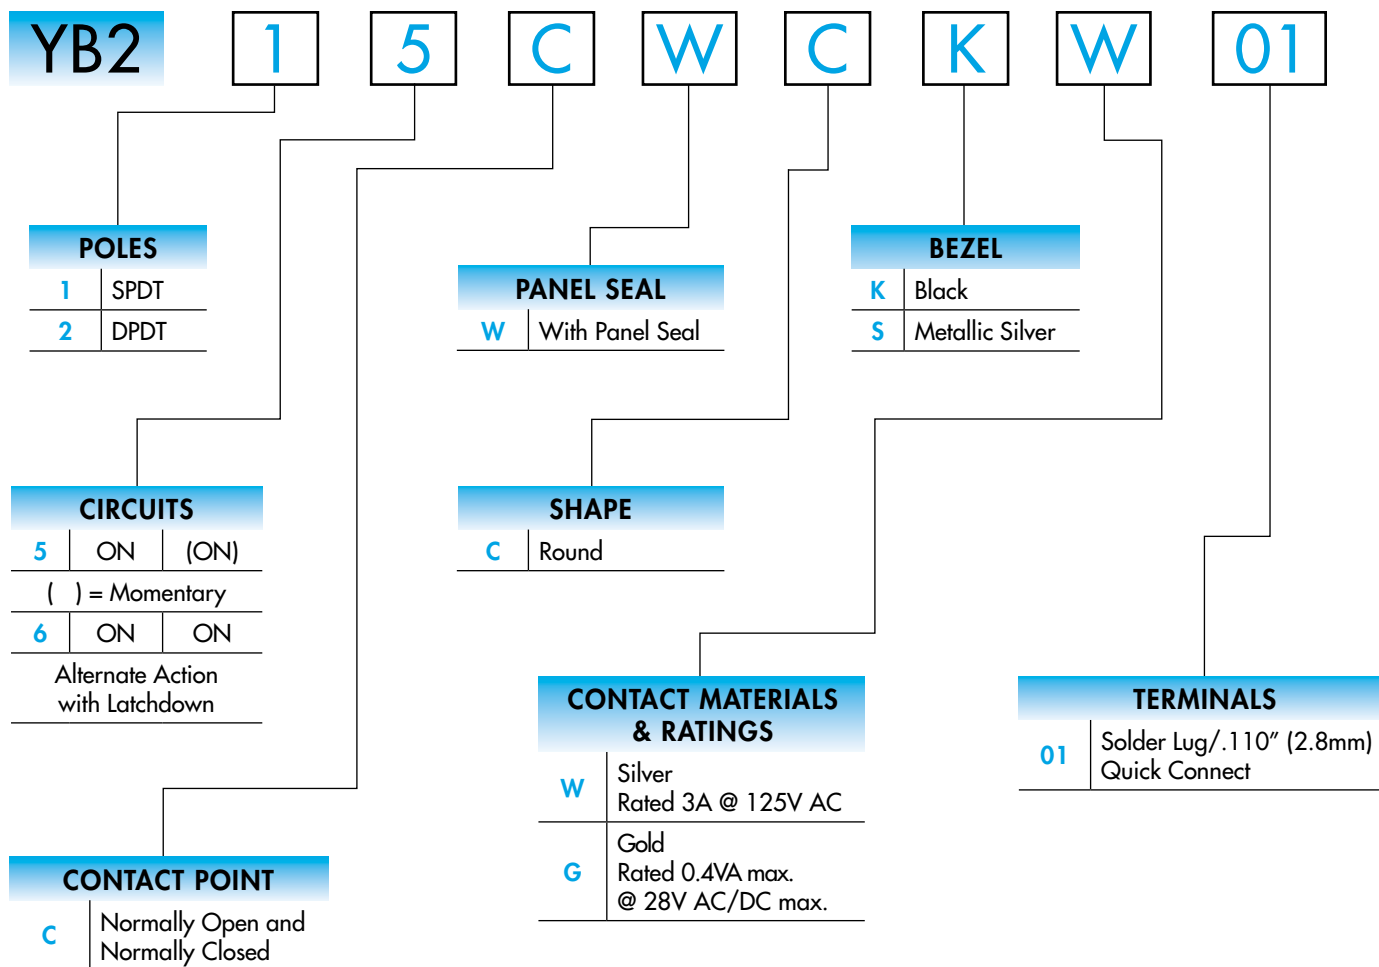 YB2 1 5 C W C K W 01
POLES
1 SPDT
2 DPDT
PANEL SEAL
W With Panel Seal
BEZEL
K Black
S Metallic Silver
CIRCUITS
5 ON (ON)
( ) = Momentary
6 ON ON
Alternate Action
with Latchdown
SHAPE
C Round
CONTACT MATERIALS
& RATINGS
W Silver
Rated 3A @ 125V AC
G Gold
Rated 0.4VA max.
@ 28V AC/DC max.
TERMINALS
01 Solder Lug/.110” (2.8mm)
Quick Connect
CONTACT POINT
C Normally Open and
Normally Closed